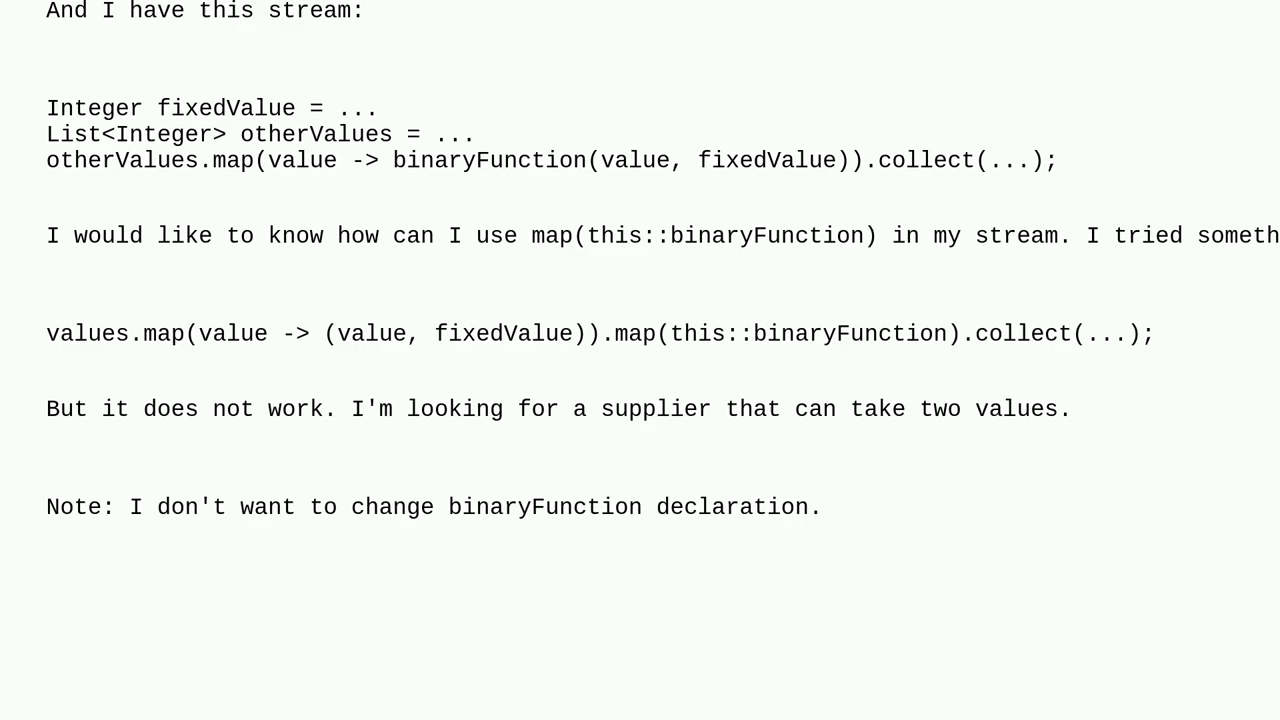 And I have this stream:
Integer fixedValue = ...
List<Integer> otherValues = ...
otherValues.map(value -> binaryFunction(value, fixedValue)).collect(...);
I would like to know how can I use map(this::binaryFunction) in my stream. I tried
values.map(value -> (value, fixedValue)).map(this::binaryFunction).collect(...);
But it does not work. I'm looking for a supplier that can take two values.
Note: I don't want to change binaryFunction declaration.